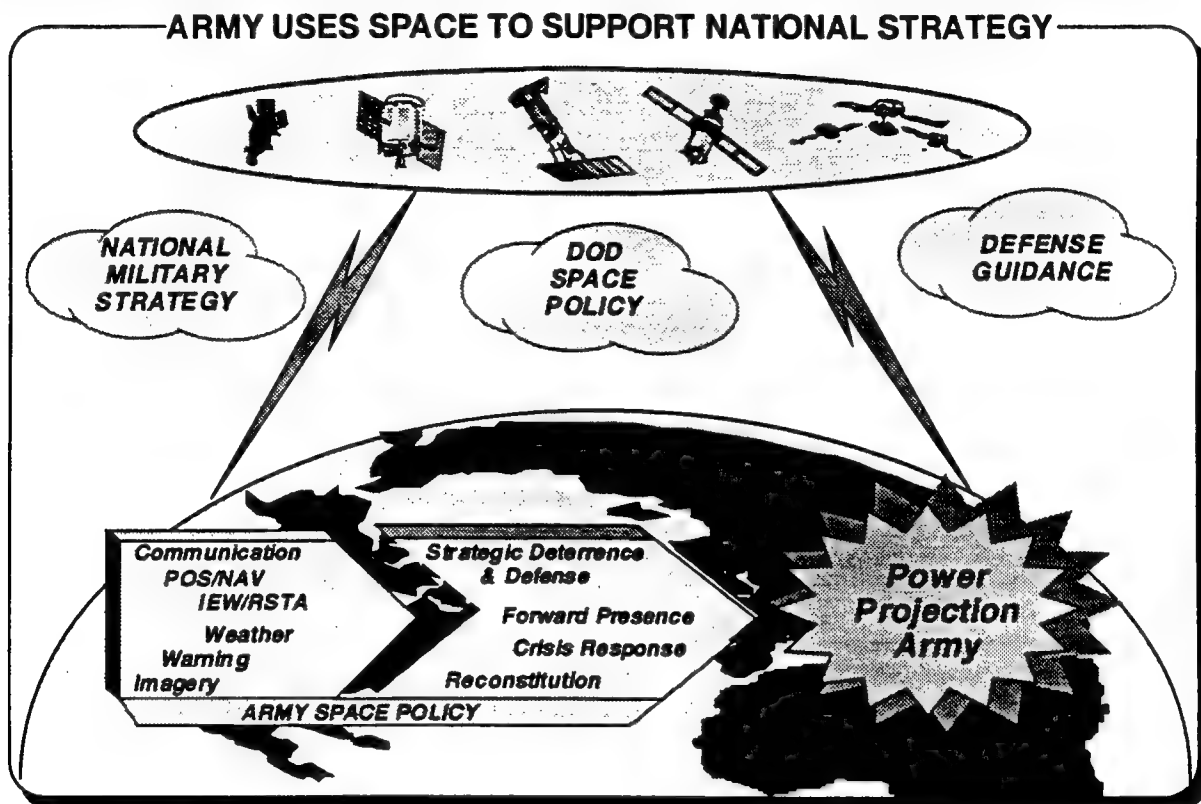 ARMY USES SPACE TO SUPPORT NATIONAL STRATEGY
NATIONAL
MILITARY
STRATEGY
DOD
SPACE
POLICY
DEFENSE
GUIDANCE
Communication
POS/NAV
IEW/RSTA
Weather
Warning
Imagery
Strategic Deterrence
& Defense
Forward Presence
Crisis Response
Reconstitution
ARMY SPACE POLICY
Power
Projection
Army